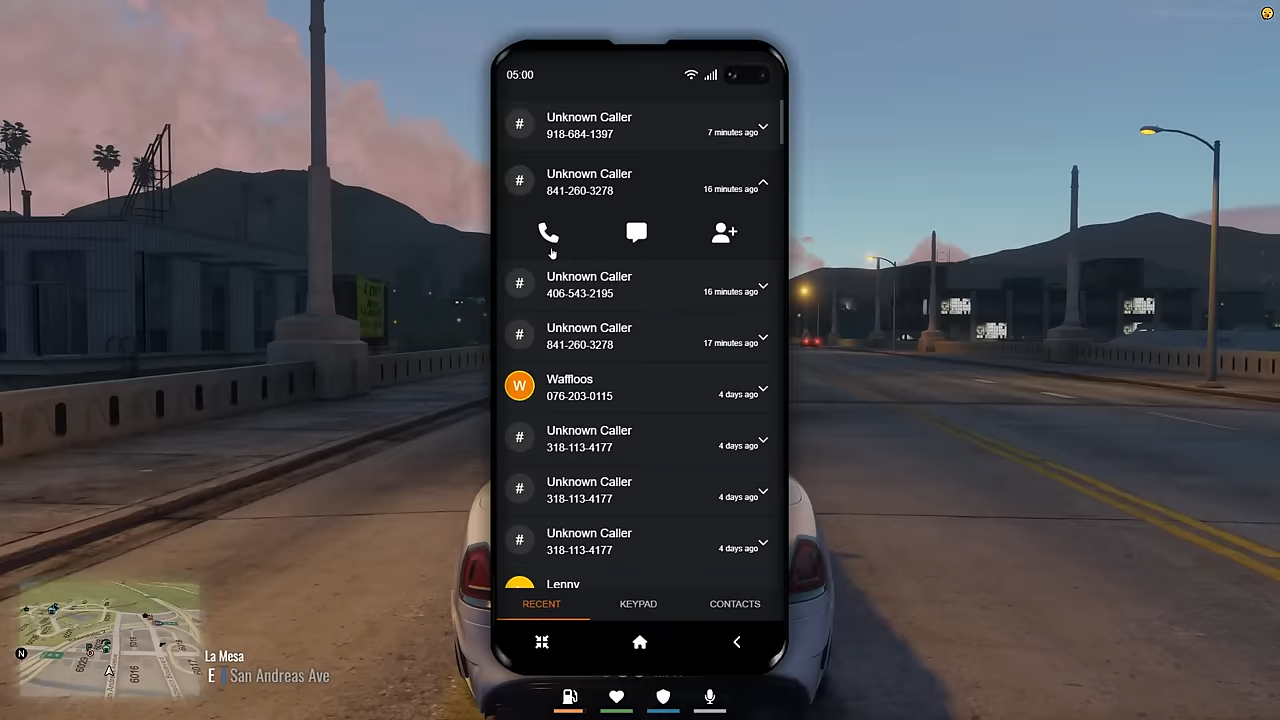 05:00
Unknown Caller
918-684-1397
7 minutes ago
Unknown Caller
841-260-3278
16 minutes ago
Unknown Caller
406-543-2195
16 minutes ago
Unknown Caller
841-260-3278
17 minutes ago
W
Waffloos
076-203-0115
4 days ago
Unknown Caller
318-113-4177
4 days ago
Unknown Caller
318-113-4177
4 days ago
Unknown Caller
318-113-4177
4 days ago
Lenny
RECENT KEYPAD CONTACTS
N
6016
La Mesa
E | San Andreas Ave